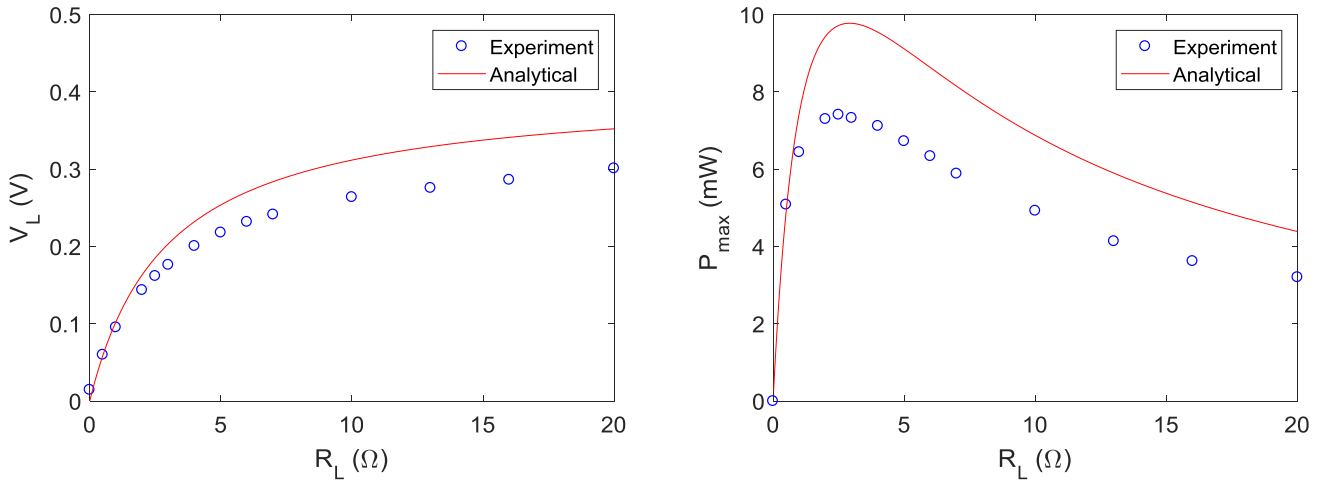 0.5
0.4
0.3
0.2
0.1
0
V_L (V)
0 5 10 15 20
R_L (Ω)
Experiment
Analytical
10
8
6
4
2
0
P_max (mW)
0 5 10 15 20
R_L (Ω)
Experiment
Analytical